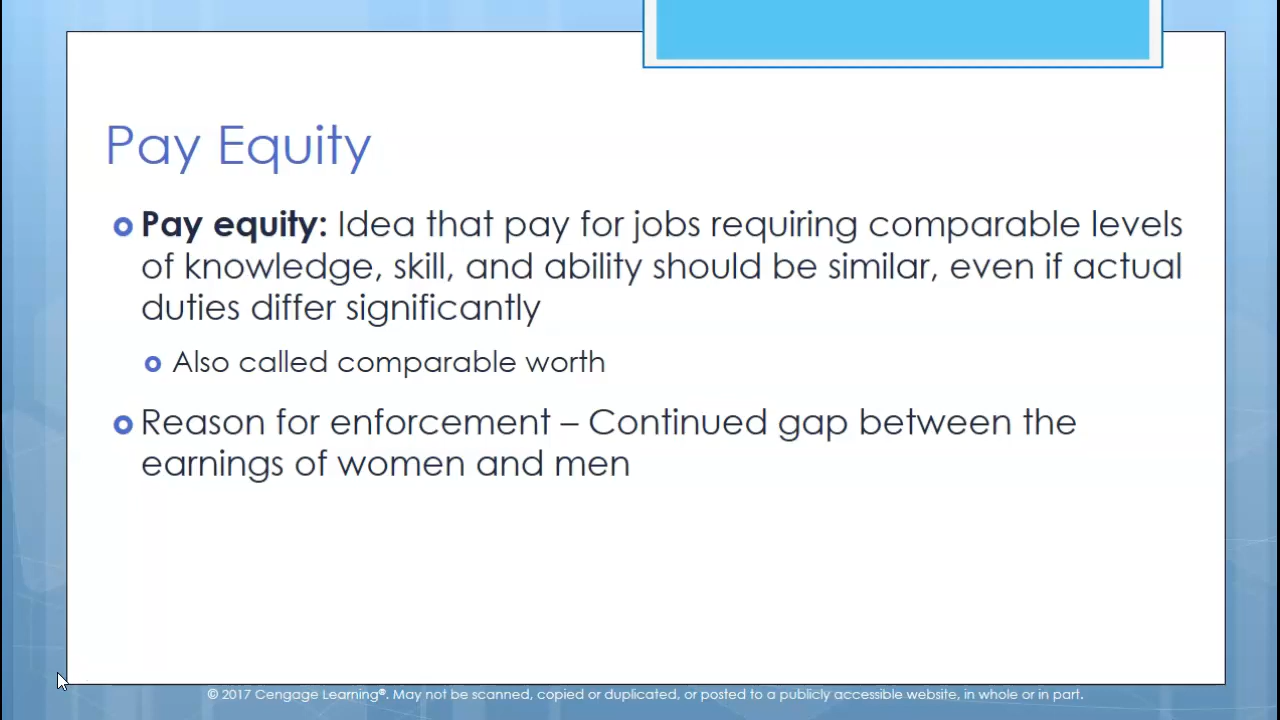 Pay Equity
Pay equity: Idea that pay for jobs requiring comparable levels
of knowledge, skill, and ability should be similar, even if actual
duties differ significantly
Also called comparable worth
Reason for enforcement – Continued gap between the
earnings of women and men
© 2017 Cengage Learning®. May not be scanned, copied or duplicated, or posted to a publicly accessible website, in whole or in part.